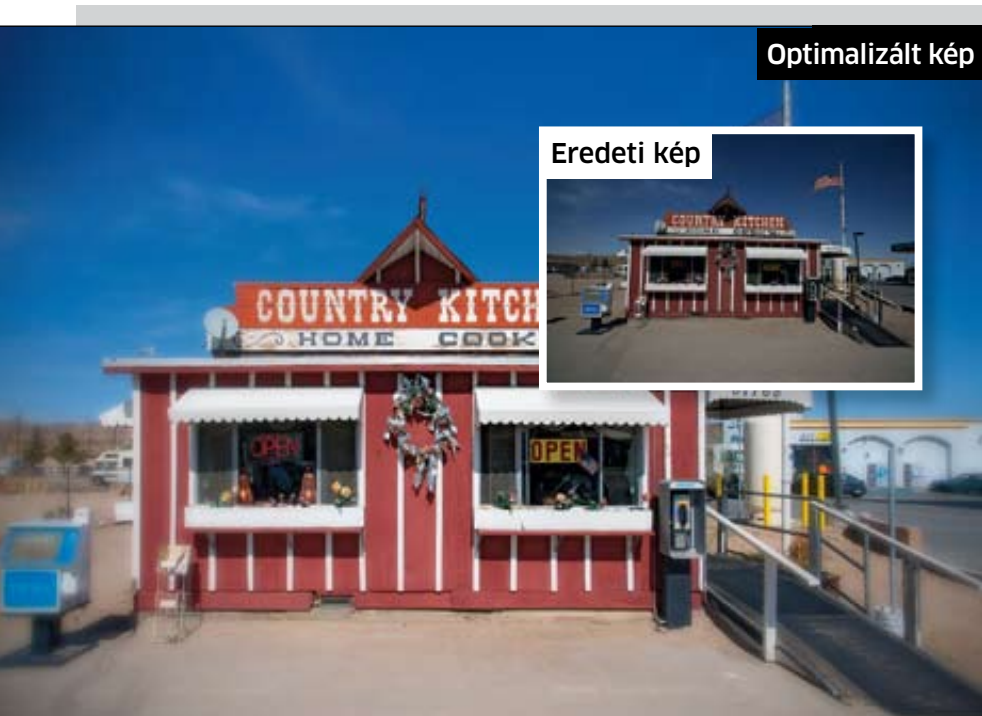 Optimalizált kép
Eredeti kép
COUNTRY KITCHEN
COUNTRY KITCH
HOME COOK
OPEN
OPEN